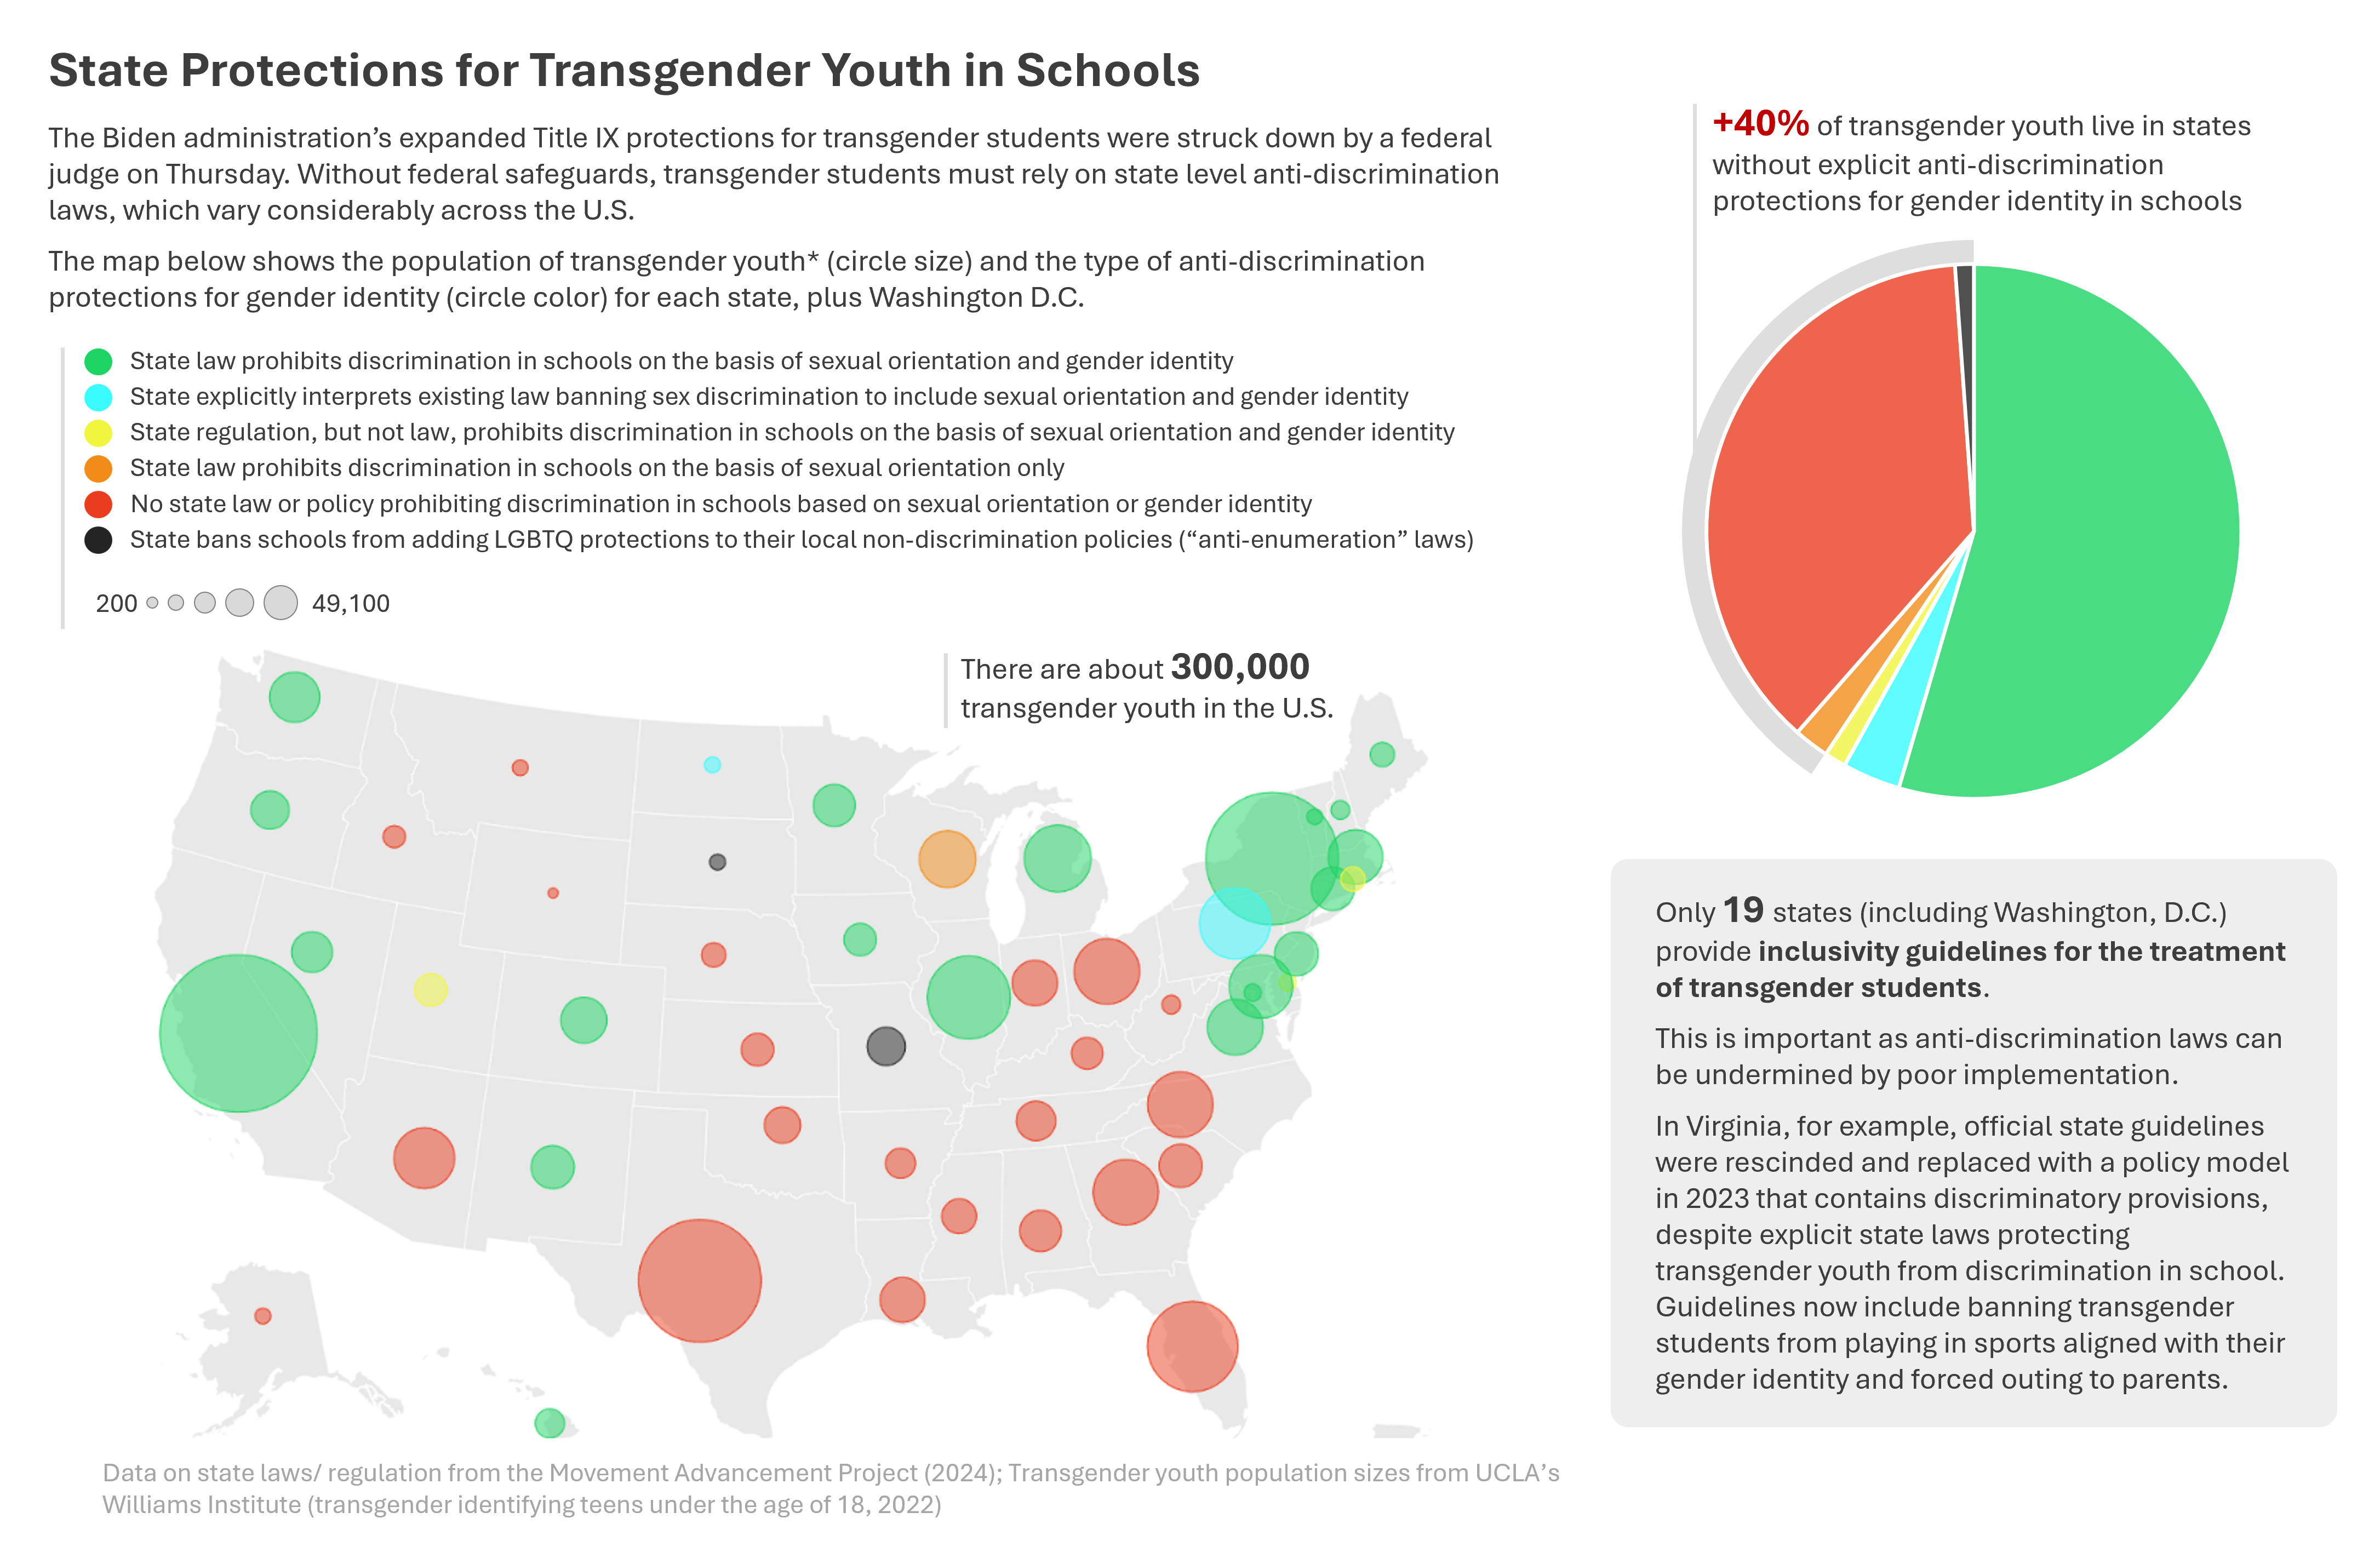 State Protections for Transgender Youth in Schools
The Biden administration’s expanded Title IX protections for transgender students were struck down by a federal
judge on Thursday. Without federal safeguards, transgender students must rely on state level anti-discrimination
laws, which vary considerably across the U.S.
The map below shows the population of transgender youth* (circle size) and the type of anti-discrimination
protections for gender identity (circle color) for each state, plus Washington D.C.
State law prohibits discrimination in schools on the basis of sexual orientation and gender identity
State explicitly interprets existing law banning sex discrimination to include sexual orientation and gender identity
State regulation, but not law, prohibits discrimination in schools on the basis of sexual orientation and gender identity
State law prohibits discrimination in schools on the basis of sexual orientation only
No state law or policy prohibiting discrimination in schools based on sexual orientation or gender identity
State bans schools from adding LGBTQ protections to their local non-discrimination policies (“anti-enumeration” laws)
200 49,100
There are about 300,000
transgender youth in the U.S.
+40% of transgender youth live in states
without explicit anti-discrimination
protections for gender identity in schools
Only 19 states (including Washington, D.C.)
provide inclusivity guidelines for the treatment
of transgender students.
This is important as anti-discrimination laws can
be undermined by poor implementation.
In Virginia, for example, official state guidelines
were rescinded and replaced with a policy model
in 2023 that contains discriminatory provisions,
despite explicit state laws protecting
transgender youth from discrimination in school.
Guidelines now include banning transgender
students from playing in sports aligned with their
gender identity and forced outing to parents.
Data on state laws/ regulation from the Movement Advancement Project (2024); Transgender youth population sizes from UCLA’s
Williams Institute (transgender identifying teens under the age of 18, 2022)